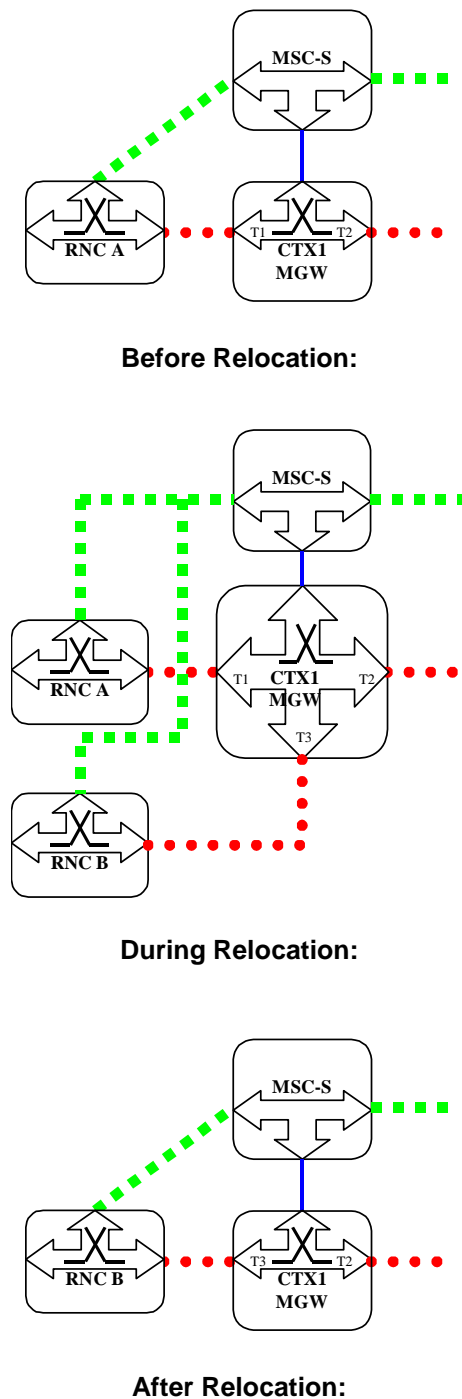 MSC-S
RNC A
T1
T2
CTX1
MGW
Before Relocation:
MSC-S
RNC A
T1
CTX1
MGW
T2
T3
RNC B
During Relocation:
MSC-S
RNC B
T3
T2
CTX1
MGW
After Relocation: